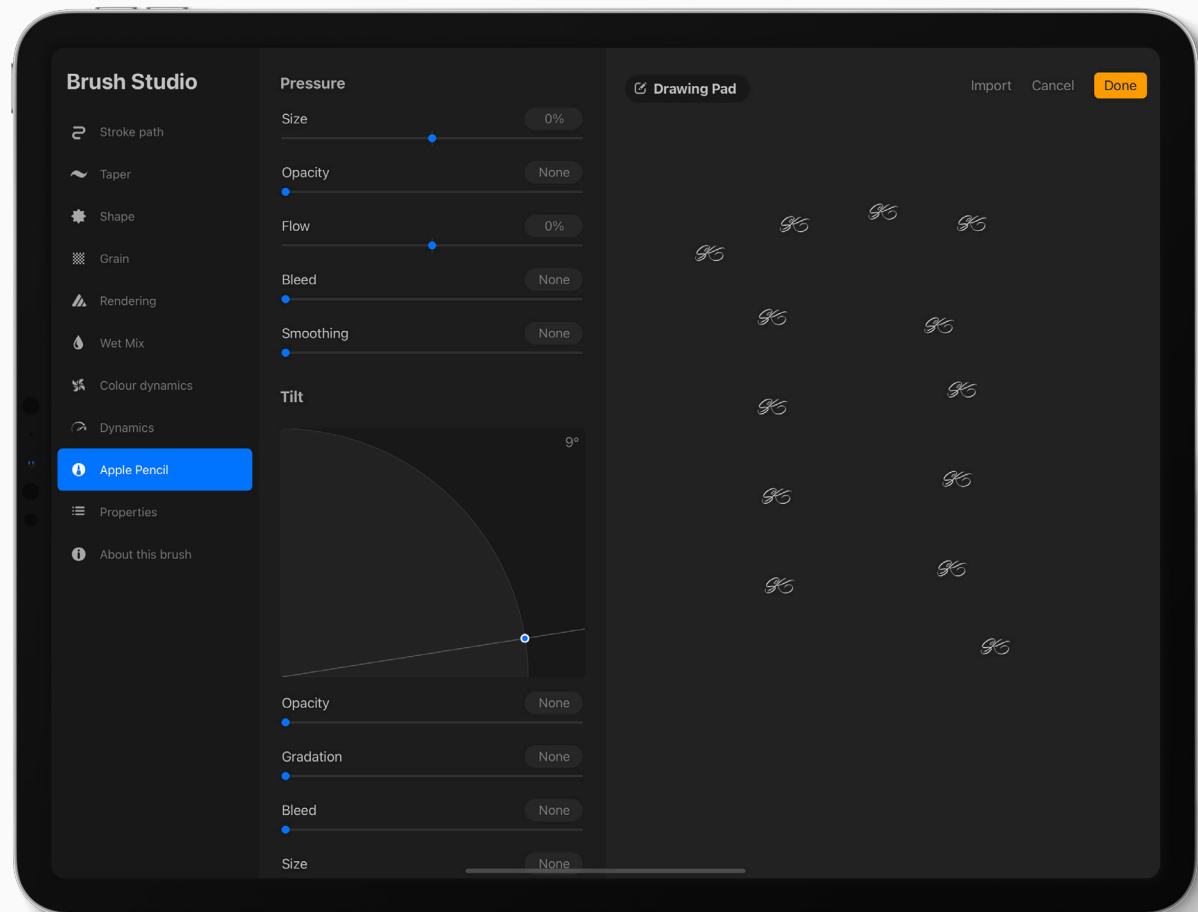 Brush Studio
Stroke path
Taper
Shape
Grain
Rendering
Wet Mix
Colour dynamics
Dynamics
Apple Pencil
Properties
About this brush
Pressure
Size 0%
Opacity None
Flow 0%
Bleed None
Smoothing None
Tilt
9°
Opacity None
Gradation None
Bleed None
Size None
Drawing Pad
Import Cancel Done